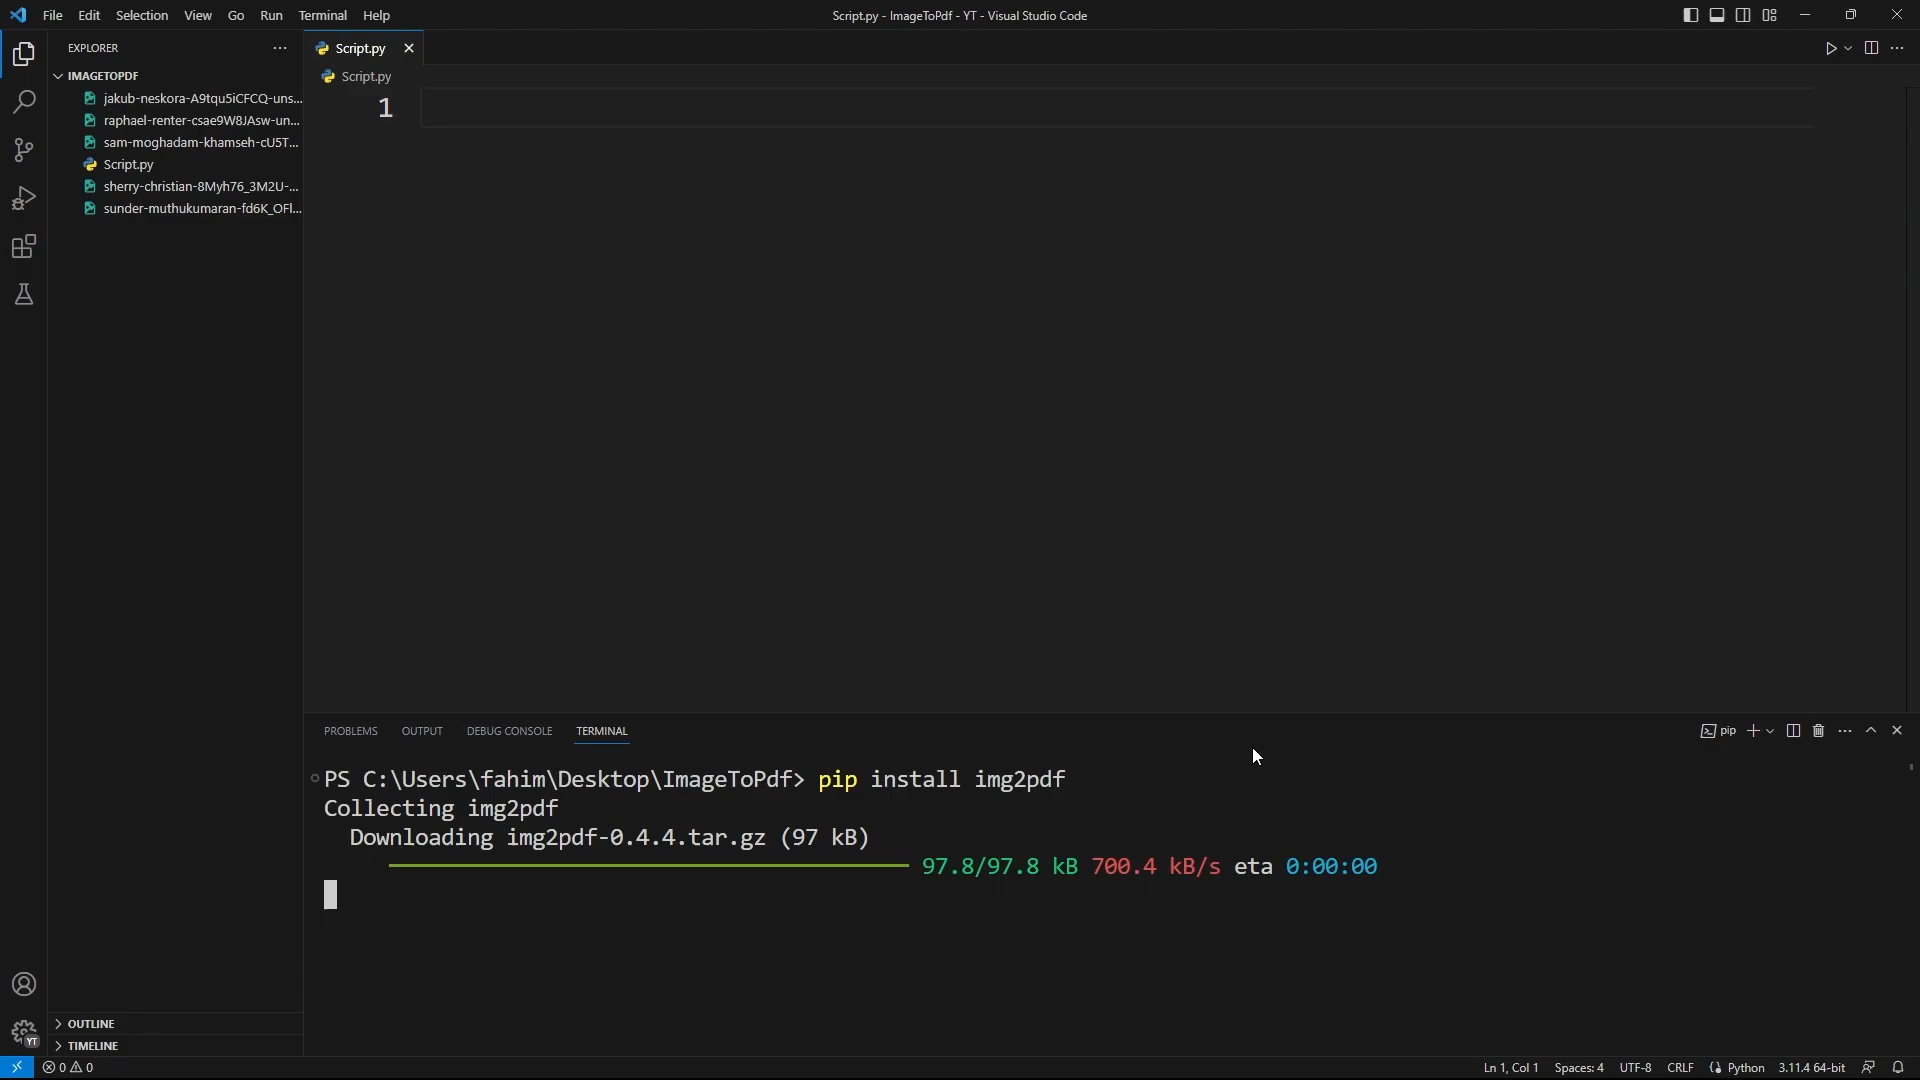 File Edit Selection View Go Run Terminal Help
Script.py - ImageToPdf - YT - Visual Studio Code
EXPLORER
IMAGETOPDF
jakub-neskora-A9tqu5iCFCQ-uns...
raphael-renter-csae9W8JAsw-un...
sam-moghadam-khamseh-cU5T...
Script.py
sherry-christian-8Myh76_3M2U-...
sunder-muthukumaran-fd6K_OFl...
OUTLINE
TIMELINE
YT
Script.py
Script.py
1
PROBLEMS OUTPUT DEBUG CONSOLE TERMINAL
pip
PS C:\Users\fahim\Desktop\ImageToPdf> pip install img2pdf
Collecting img2pdf
Downloading img2pdf-0.4.4.tar.gz (97 kB)
97.8/97.8 kB 700.4 kB/s eta 0:00:00
0 0
Ln 1, Col 1 Spaces: 4 UTF-8 CRLF Python 3.11.4 64-bit